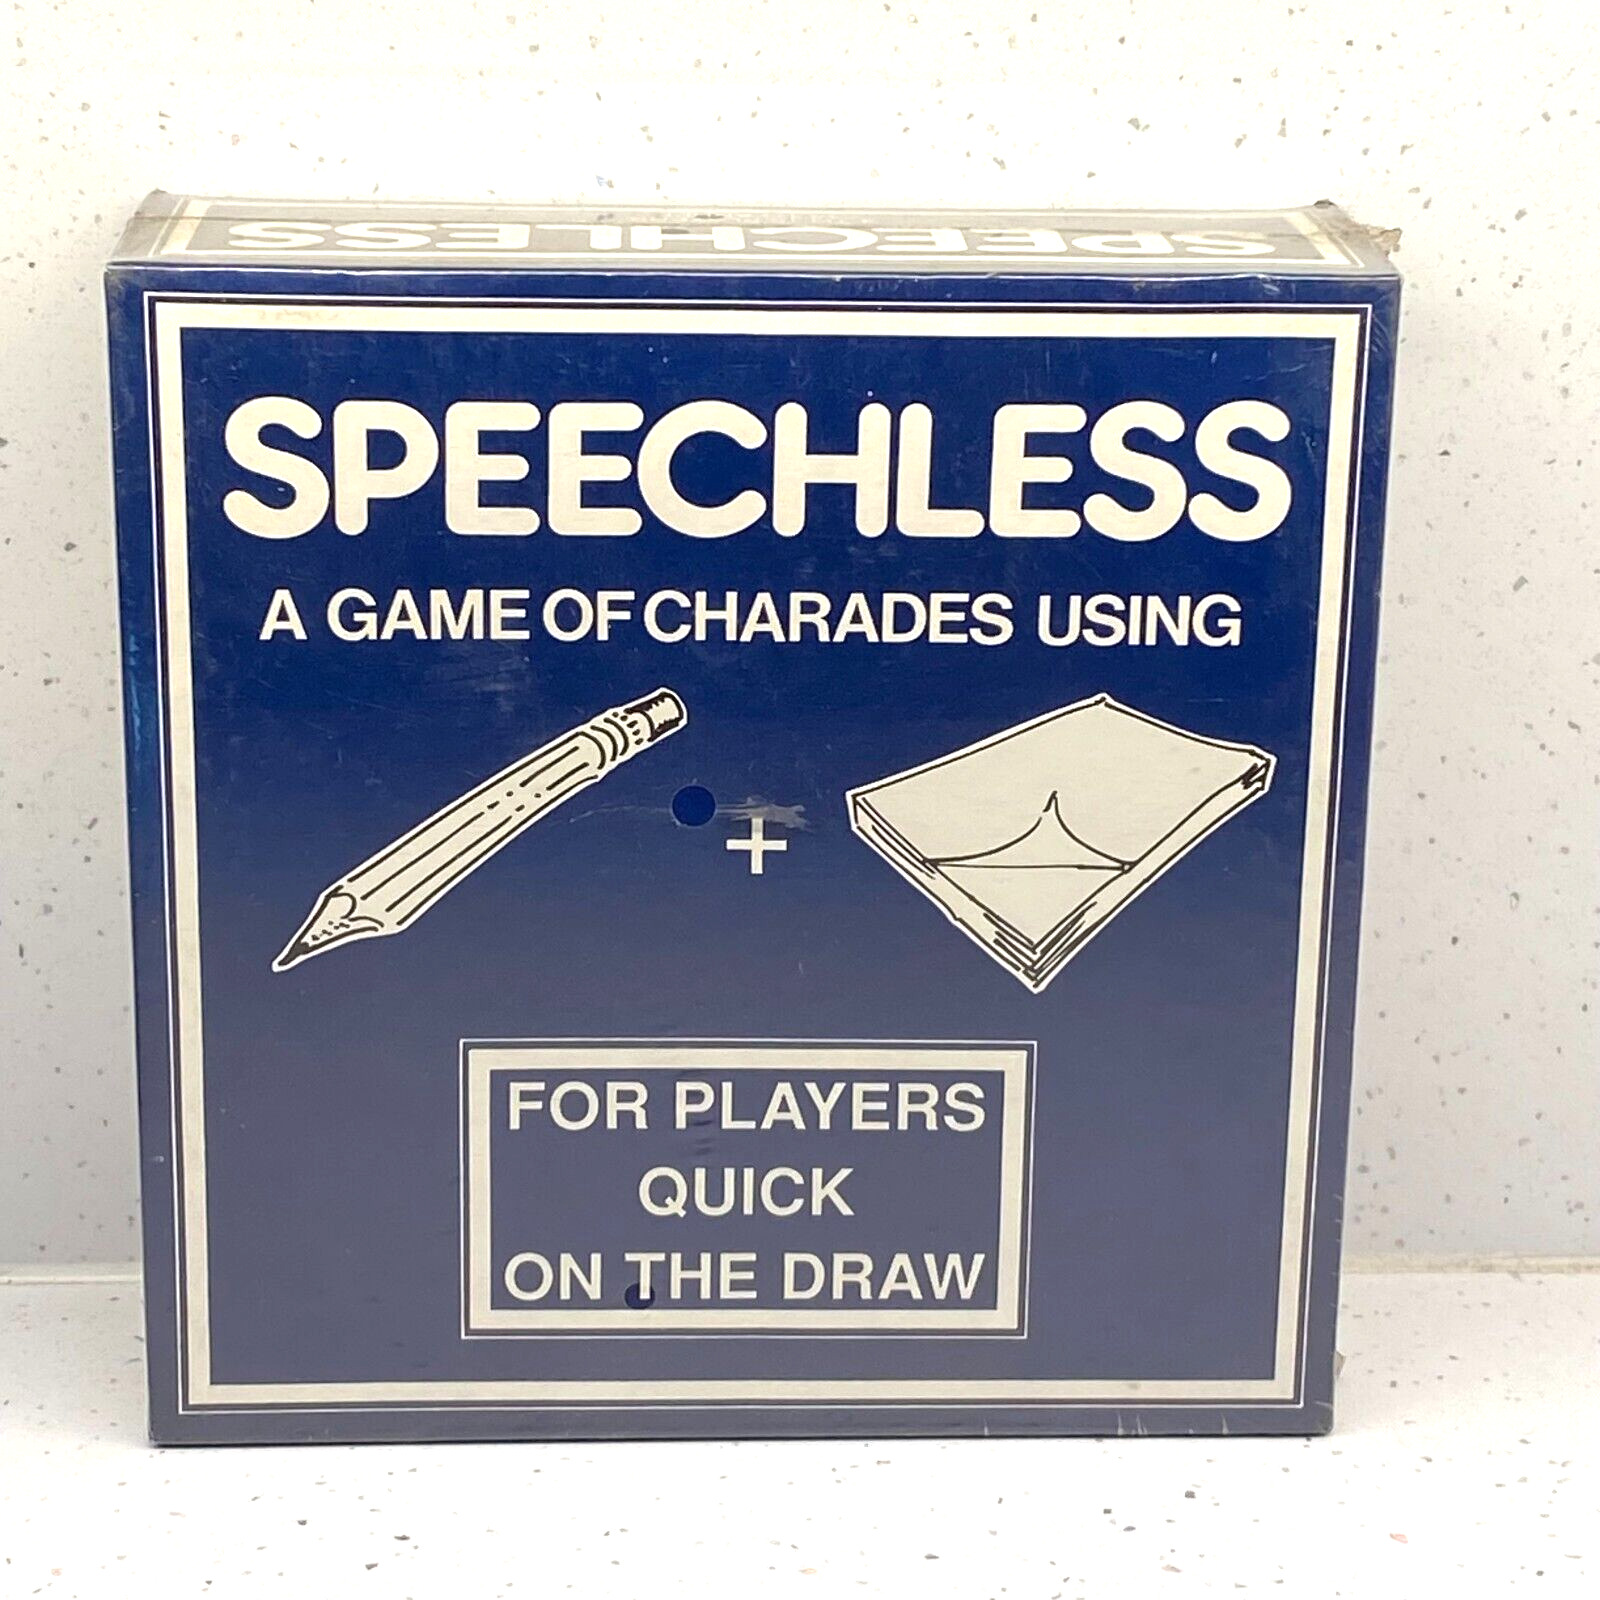 SPEECHLESS
SPEECHLESS
A GAME OF CHARADES USING
+
FOR PLAYERS
QUICK
ON THE DRAW